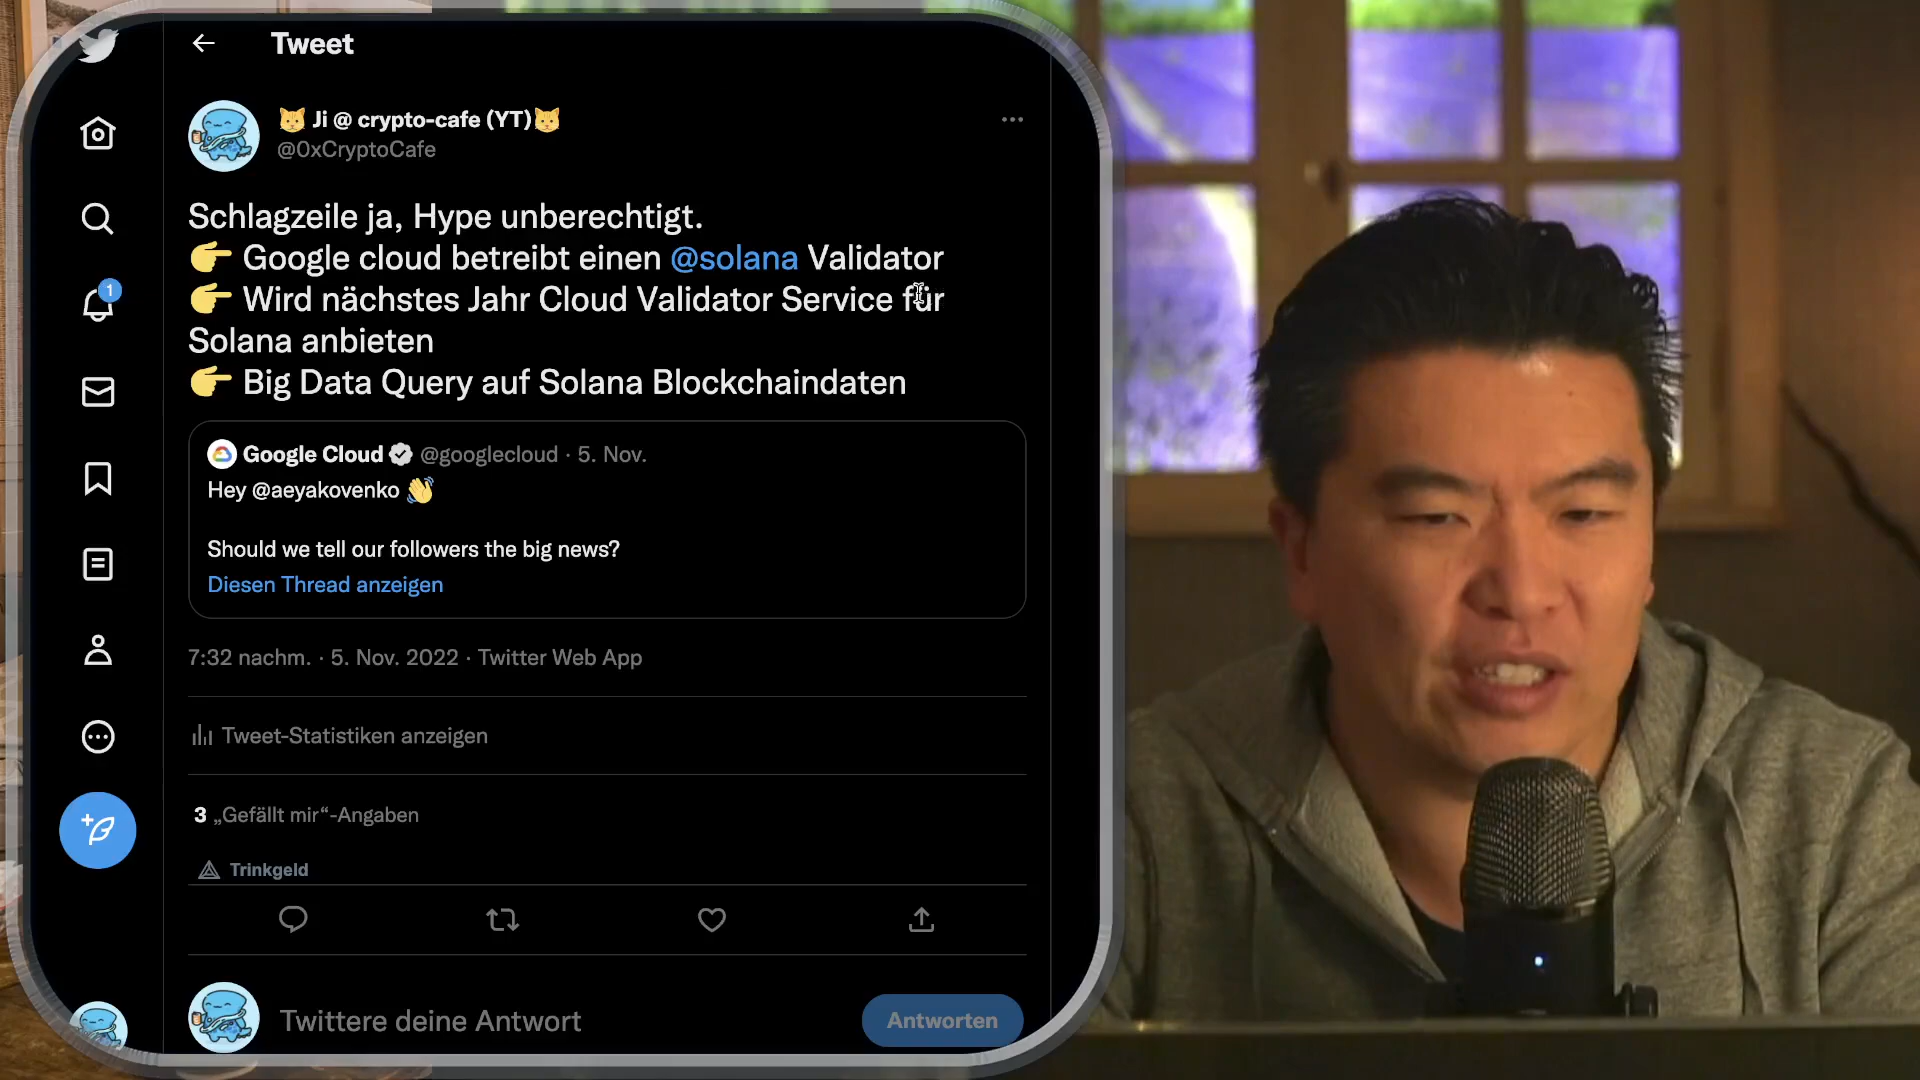 Tweet
😺 Ji @ crypto-cafe (YT)😺
@0xCryptoCafe
Schlagzeile ja, Hype unberechtigt.
👉 Google cloud betreibt einen @solana Validator
👉 Wird nächstes Jahr Cloud Validator Service für
Solana anbieten
👉 Big Data Query auf Solana Blockchaindaten
Google Cloud @googlecloud · 5. Nov.
Hey @aeyakovenko 👋
Should we tell our followers the big news?
Diesen Thread anzeigen
7:32 nachm. · 5. Nov. 2022 · Twitter Web App
Tweet-Statistiken anzeigen
3 „Gefällt mir“-Angaben
Trinkgeld
Twittere deine Antwort
Antworten
1